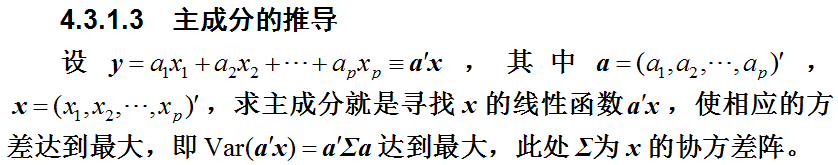 4.3.1.3 主成分的推导
设 y = a₁x₁ + a₂x₂ + ⋯ + aₚxₚ ≡ a′x ，其中 a = (a₁,a₂,⋯,aₚ)′ ，
x = (x₁,x₂,⋯,xₚ)′，求主成分就是寻找 x 的线性函数 a′x，使相应的方
差达到最大，即 Var(a′x) = a′Σa 达到最大，此处 Σ为 x 的协方差阵。